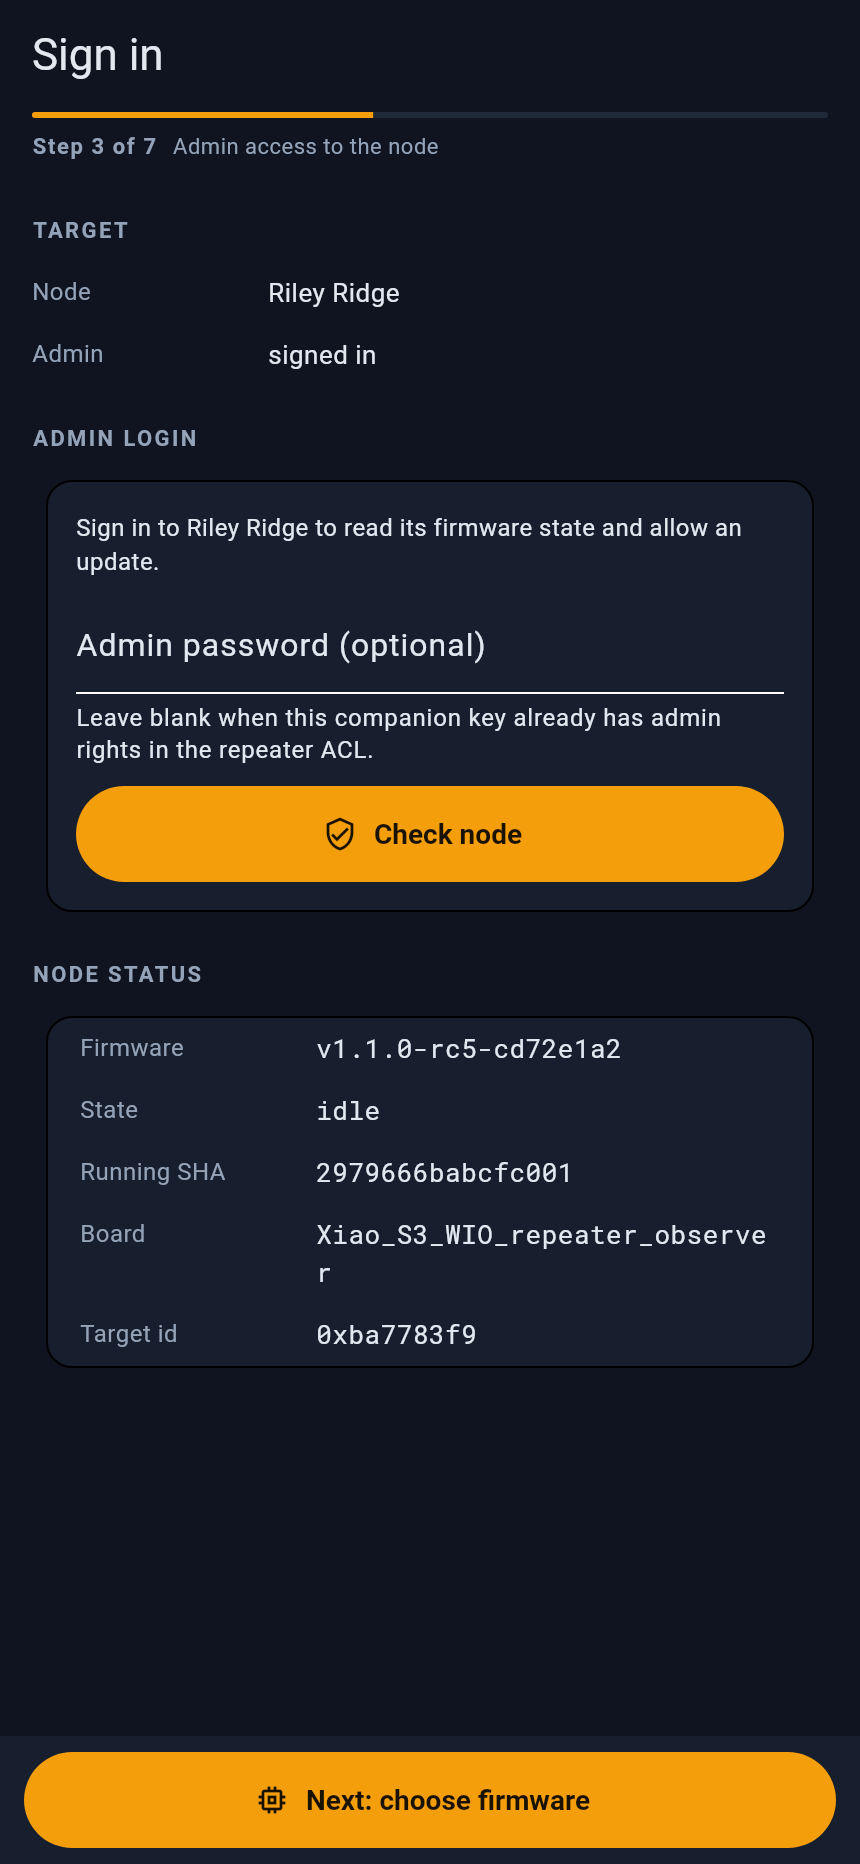 Sign in
Step 3 of 7 Admin access to the node
TARGET
Node Riley Ridge
Admin signed in
ADMIN LOGIN
Sign in to Riley Ridge to read its firmware state and allow an
update.
Admin password (optional)
Leave blank when this companion key already has admin
rights in the repeater ACL.
Check node
NODE STATUS
Firmware v1.1.0-rc5-cd72e1a2
State idle
Running SHA 2979666babcfc001
Board Xiao_S3_WIO_repeater_observe
r
Target id 0xba7783f9
Next: choose firmware